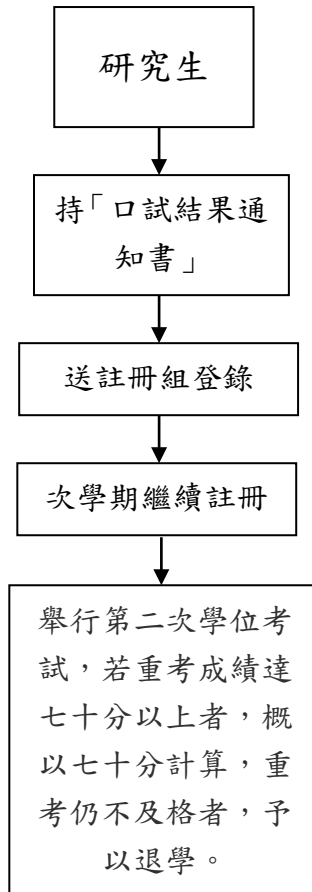 研究生
持「口試結果通
知書」
送註冊組登錄
次學期繼續註冊
舉行第二次學位考
試，若重考成績達
七十分以上者，概
以七十分計算，重
考仍不及格者，予
以退學。